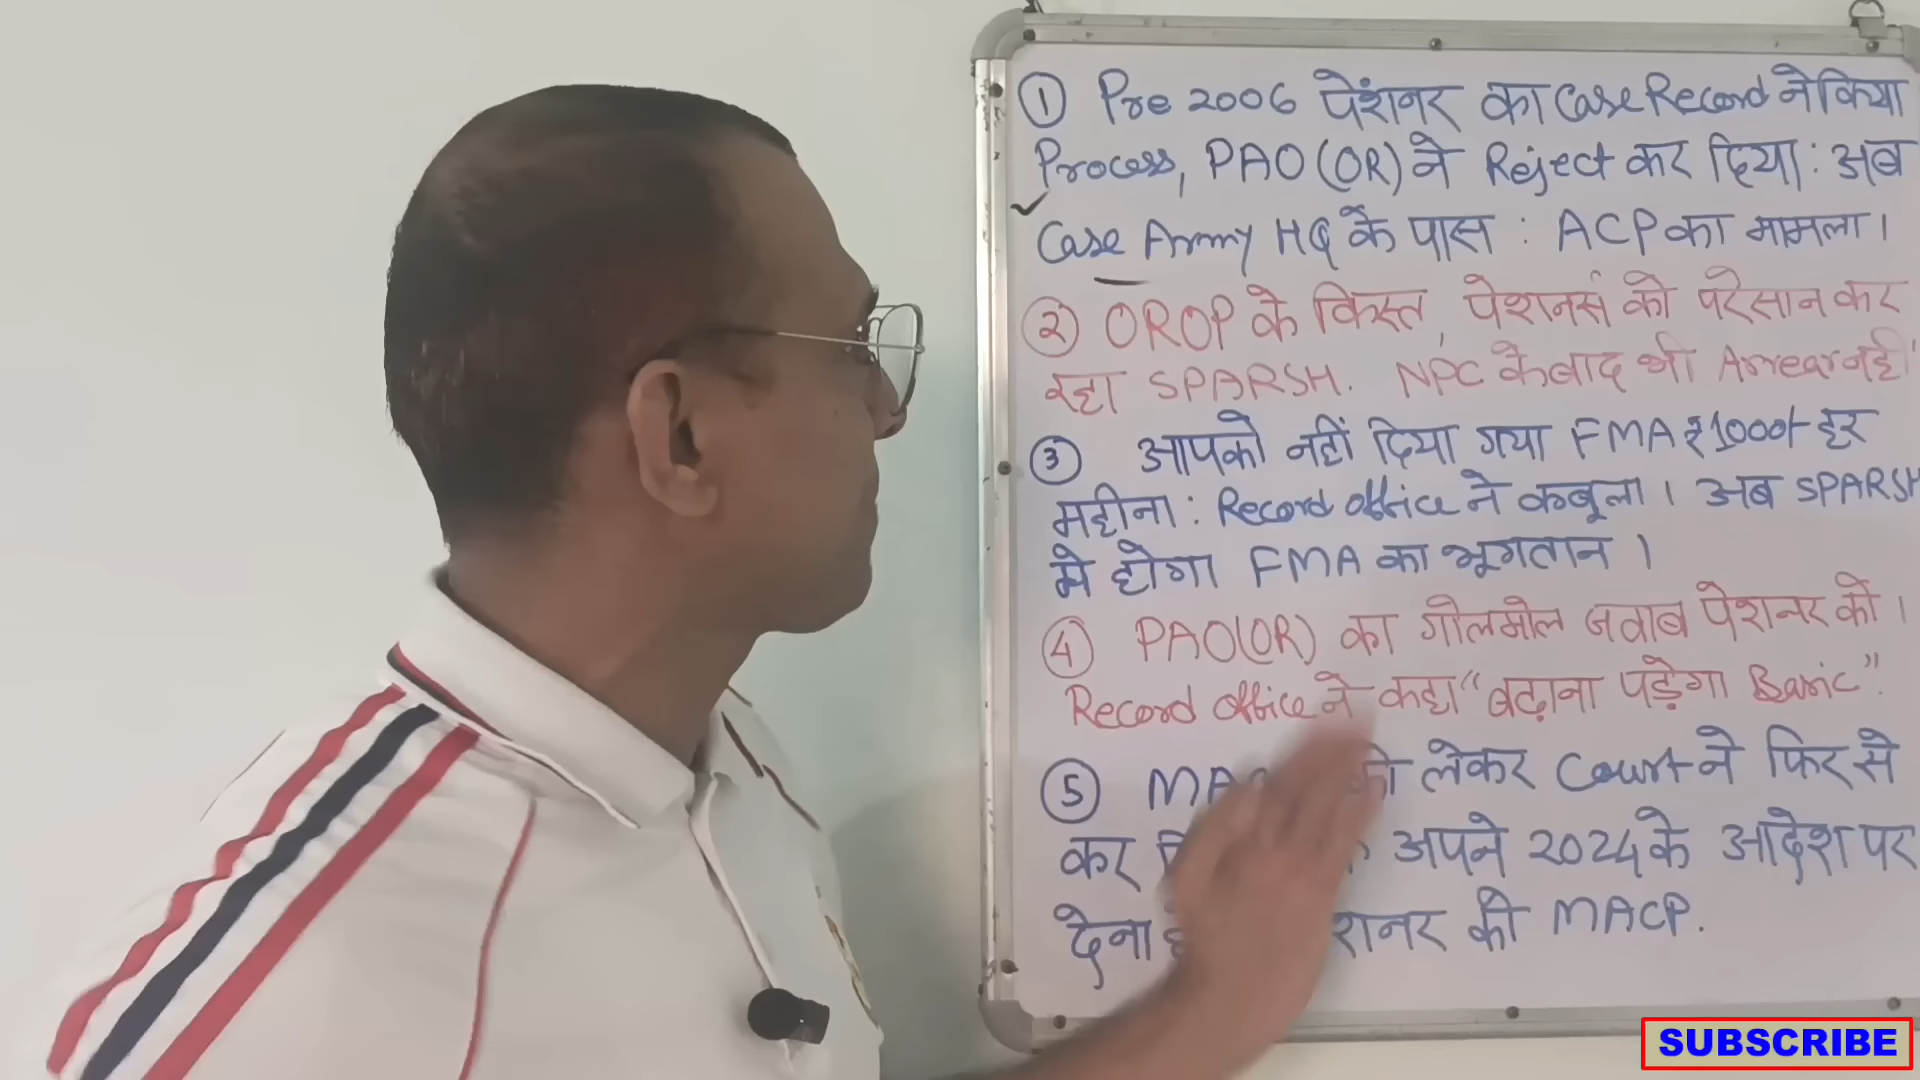 ① Pre 2006 पेंशनर का Case Record ने किया
Process, PAO (OR) ने Reject कर दिया: अब
Case Army HQ के पास : ACP का मामला।
② OROP के किस्त, पेशनर्स को परेसान कर
रहा SPARSH. NPC के बाद भी Arrear नहीं
③ आपको नहीं दिया गया FMA ₹1000/- हर
महीना : Record office ने कबूला। अब SPARSH
मे होगा FMA का भूगतान।
④ PAO(OR) का गोलमोल जवाब पेशनर को।
Record office ने कहा "बढ़ाना पड़ेगा Basic".
⑤ को लेकर Court ने फिर से
कर अपने 2024 के आदेश पर
देना की MACP.
SUBSCRIBE